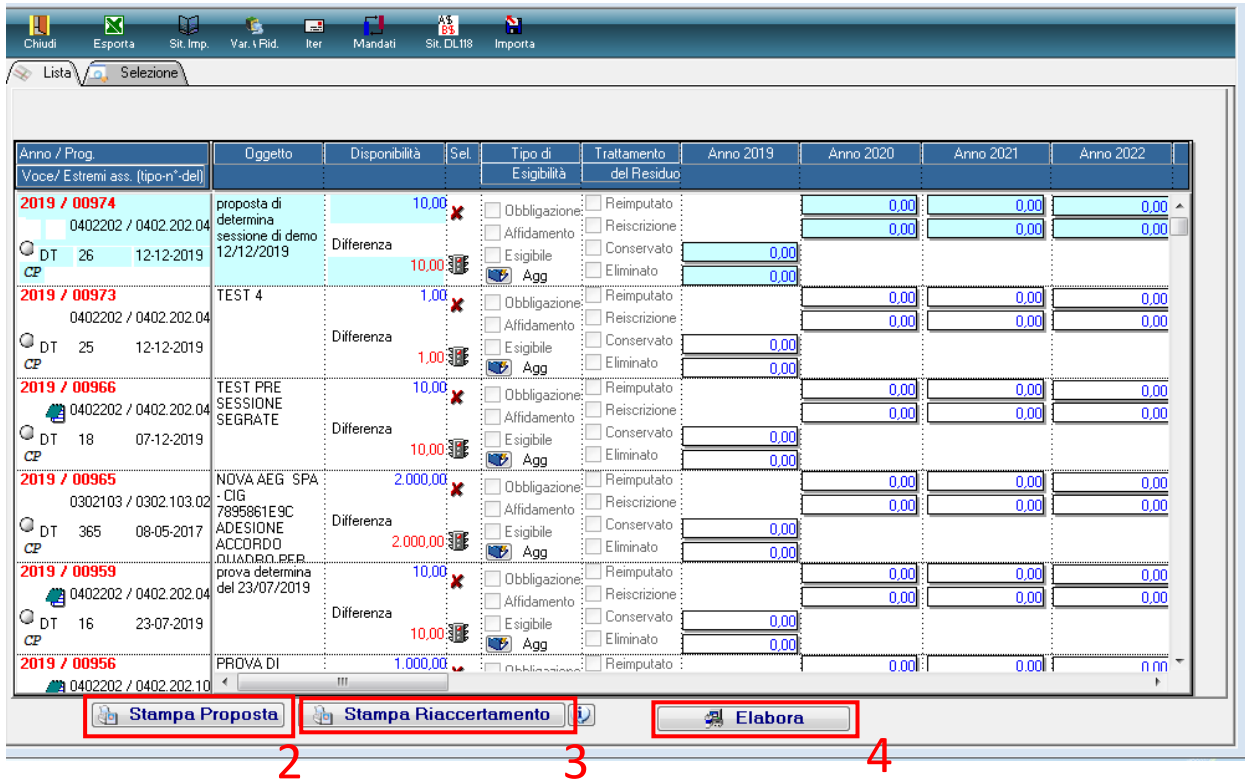 Chiudi Esporta Sit. Imp. Var. \ Rid. Iter Mandati Sit. DL118 Importa
Lista Selezione
Anno / Prog. Oggetto Disponibilità Sel. Tipo di Trattamento Anno 2019 Anno 2020 Anno 2021 Anno 2022
Voce/ Estremi ass. (tipo-n°-del) Esigibilità del Residuo
2019 / 00974 proposta di 10,00 Obbligazione Reimputato 0,00 0,00 0,00
0402202 / 0402.202.04 determina Affidamento Reiscrizione 0,00 0,00 0,00
sessione di demo
DT 26 12-12-2019 12/12/2019 Differenza Esigibile Conservato 0,00
CP 10,00 Agg Eliminato 0,00
2019 / 00973 TEST 4 1,00 Obbligazione Reimputato 0,00 0,00 0,00
0402202 / 0402.202.04 Affidamento Reiscrizione 0,00 0,00 0,00
DT 25 12-12-2019 Differenza Esigibile Conservato 0,00
CP 1,00 Agg Eliminato 0,00
2019 / 00966 TEST PRE 10,00 Obbligazione Reimputato 0,00 0,00 0,00
0402202 / 0402.202.04 SESSIONE Affidamento Reiscrizione 0,00 0,00 0,00
SEGRATE
DT 18 07-12-2019 Differenza Esigibile Conservato 0,00
CP 10,00 Agg Eliminato 0,00
2019 / 00965 NOVA AEG SPA 2.000,00 Obbligazione Reimputato 0,00 0,00 0,00
0302103 / 0302.103.02 - CIG Affidamento Reiscrizione 0,00 0,00 0,00
7895861E9C
DT 365 08-05-2017 ADESIONE Differenza Esigibile Conservato 0,00
CP ACCORDO 2.000,00 Agg Eliminato 0,00
QUADRO PER
2019 / 00959 prova determina 10,00 Obbligazione Reimputato 0,00 0,00 0,00
0402202 / 0402.202.04 del 23/07/2019 Affidamento Reiscrizione 0,00 0,00 0,00
DT 16 23-07-2019 Differenza Esigibile Conservato 0,00
CP 10,00 Agg Eliminato 0,00
2019 / 00956 PROVA DI 1.000,00 Obbligazione Reimputato 0,00 0,00 0,00
0402202 / 0402.202.10
Stampa Proposta Stampa Riaccertamento Elabora
2 3 4